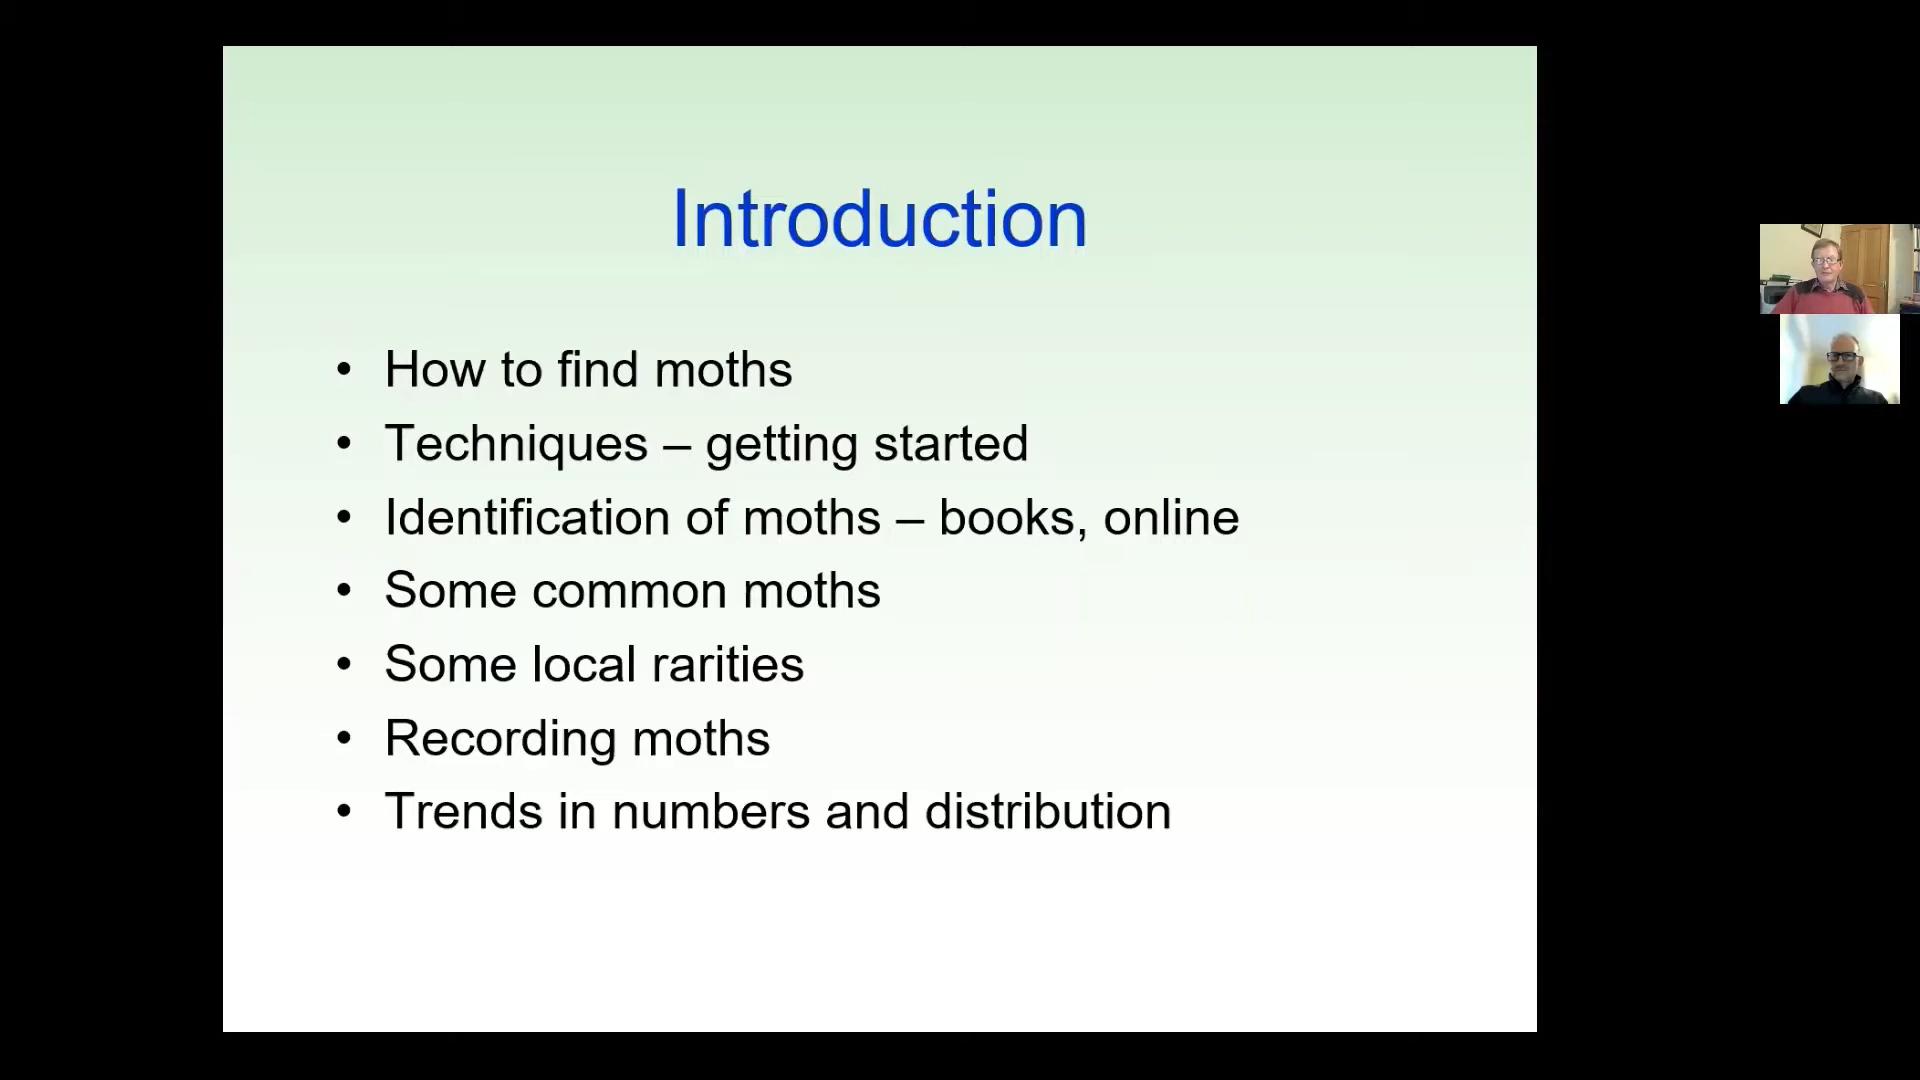 Introduction
• How to find moths
• Techniques – getting started
• Identification of moths – books, online
• Some common moths
• Some local rarities
• Recording moths
• Trends in numbers and distribution